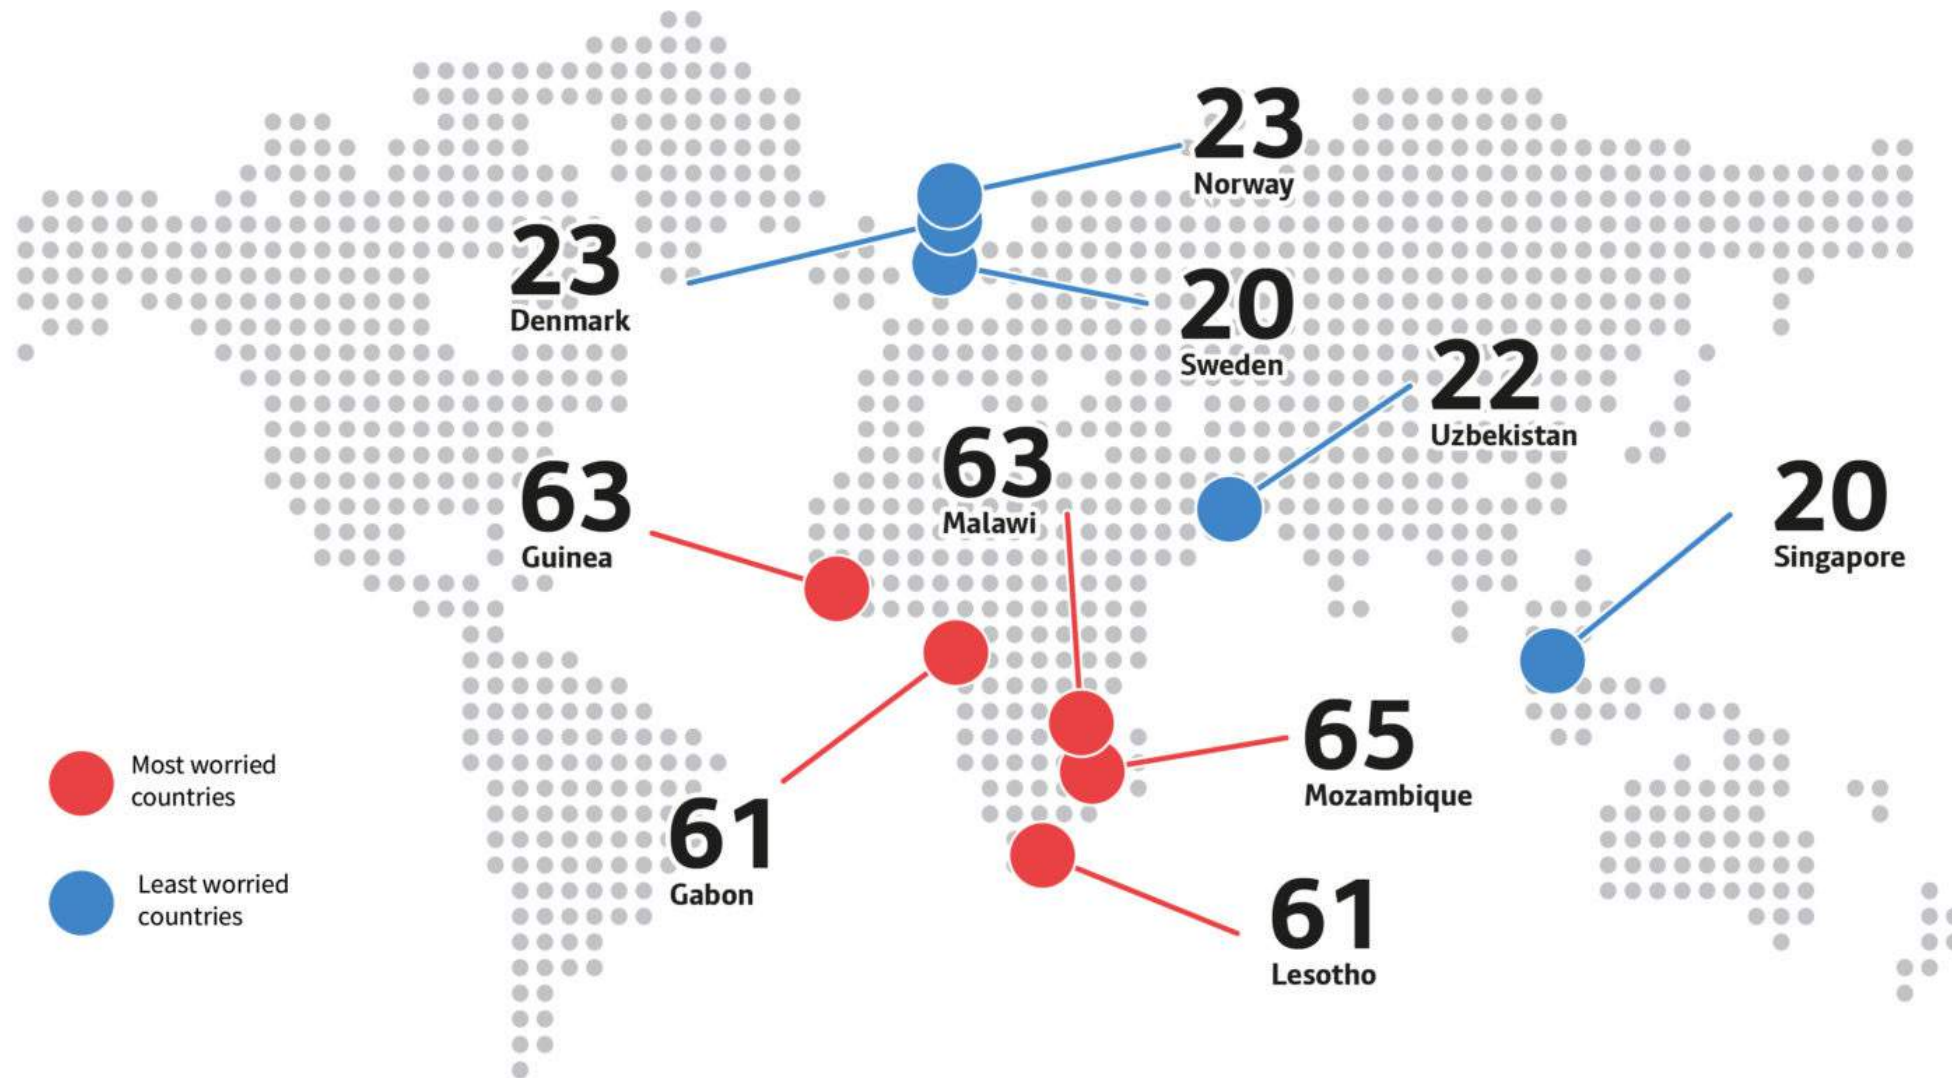 23
Norway
23
Denmark
20
Sweden
22
Uzbekistan
63
Malawi
63
Guinea
20
Singapore
65
Mozambique
61
Gabon
61
Lesotho
Most worried
countries
Least worried
countries